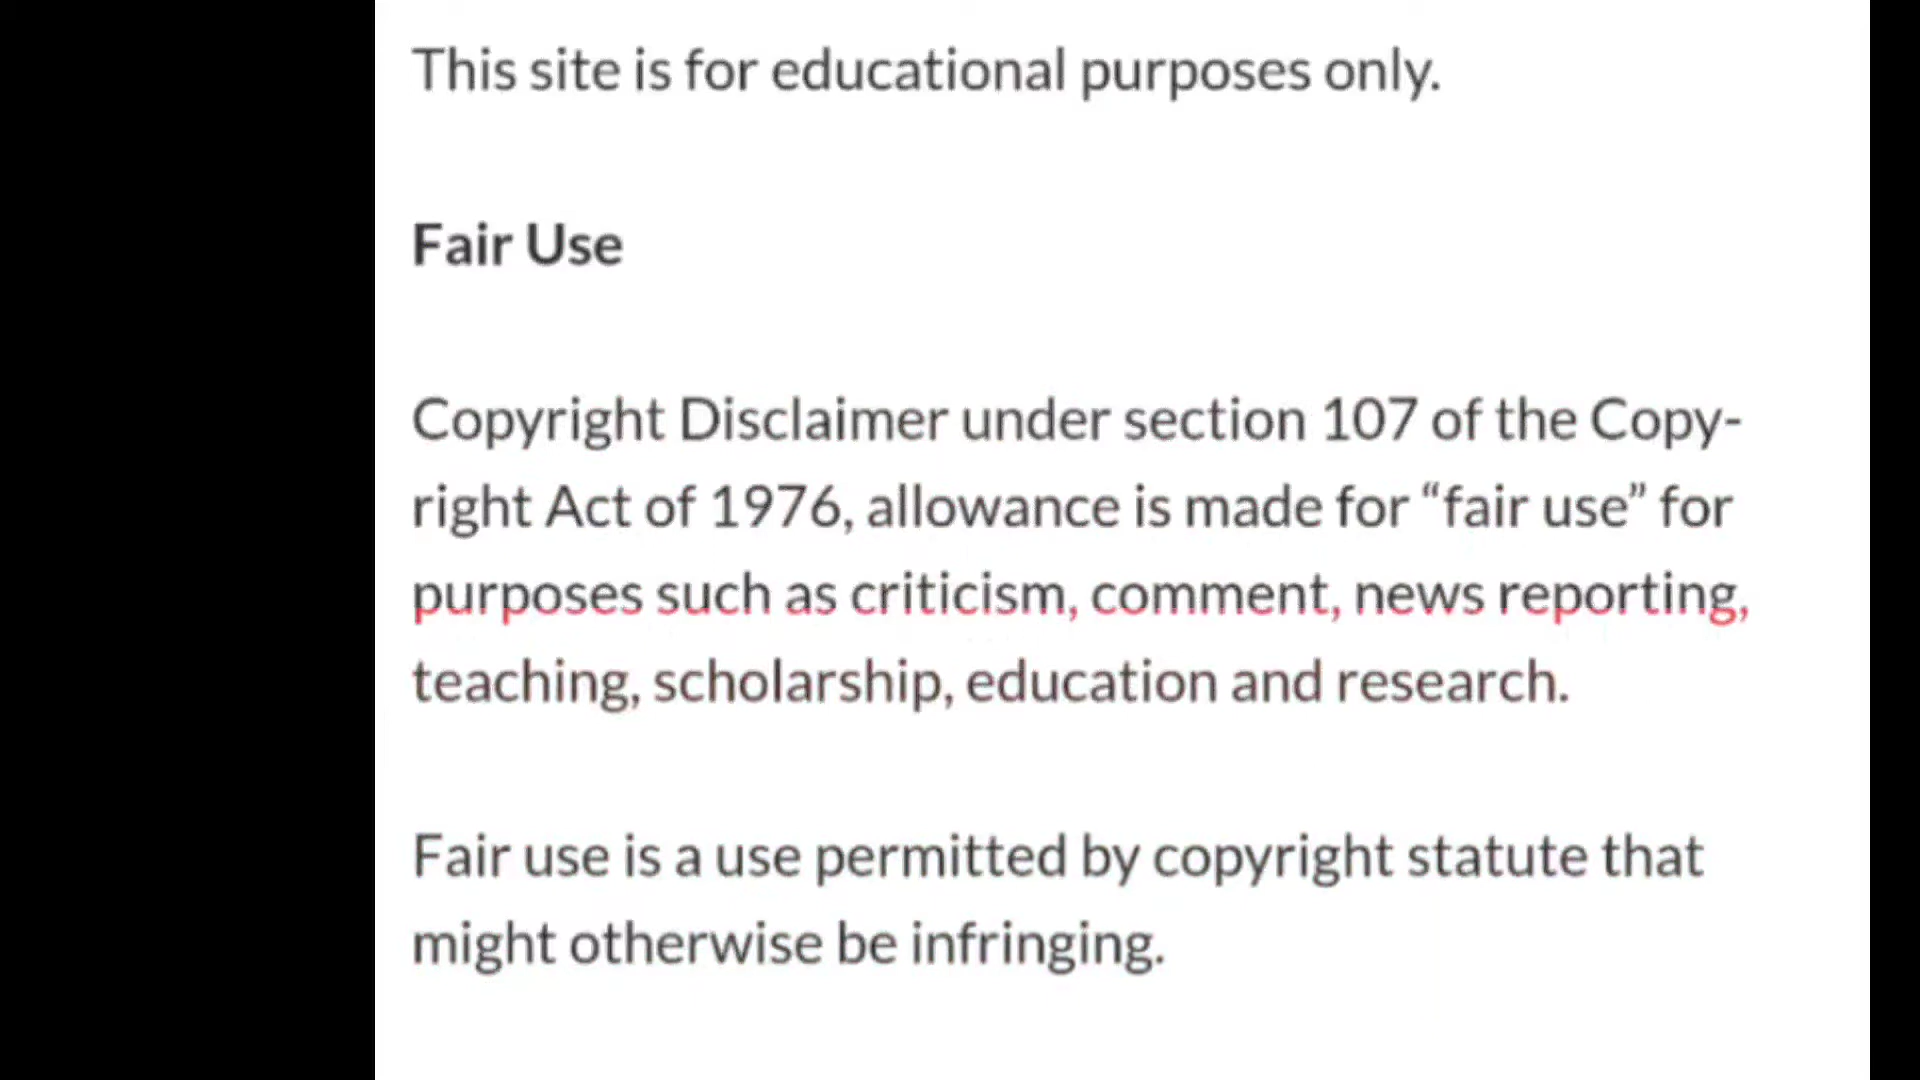 This site is for educational purposes only.
Fair Use
Copyright Disclaimer under section 107 of the Copy-
right Act of 1976, allowance is made for “fair use” for
purposes such as criticism, comment, news reporting,
teaching, scholarship, education and research.
Fair use is a use permitted by copyright statute that
might otherwise be infringing.